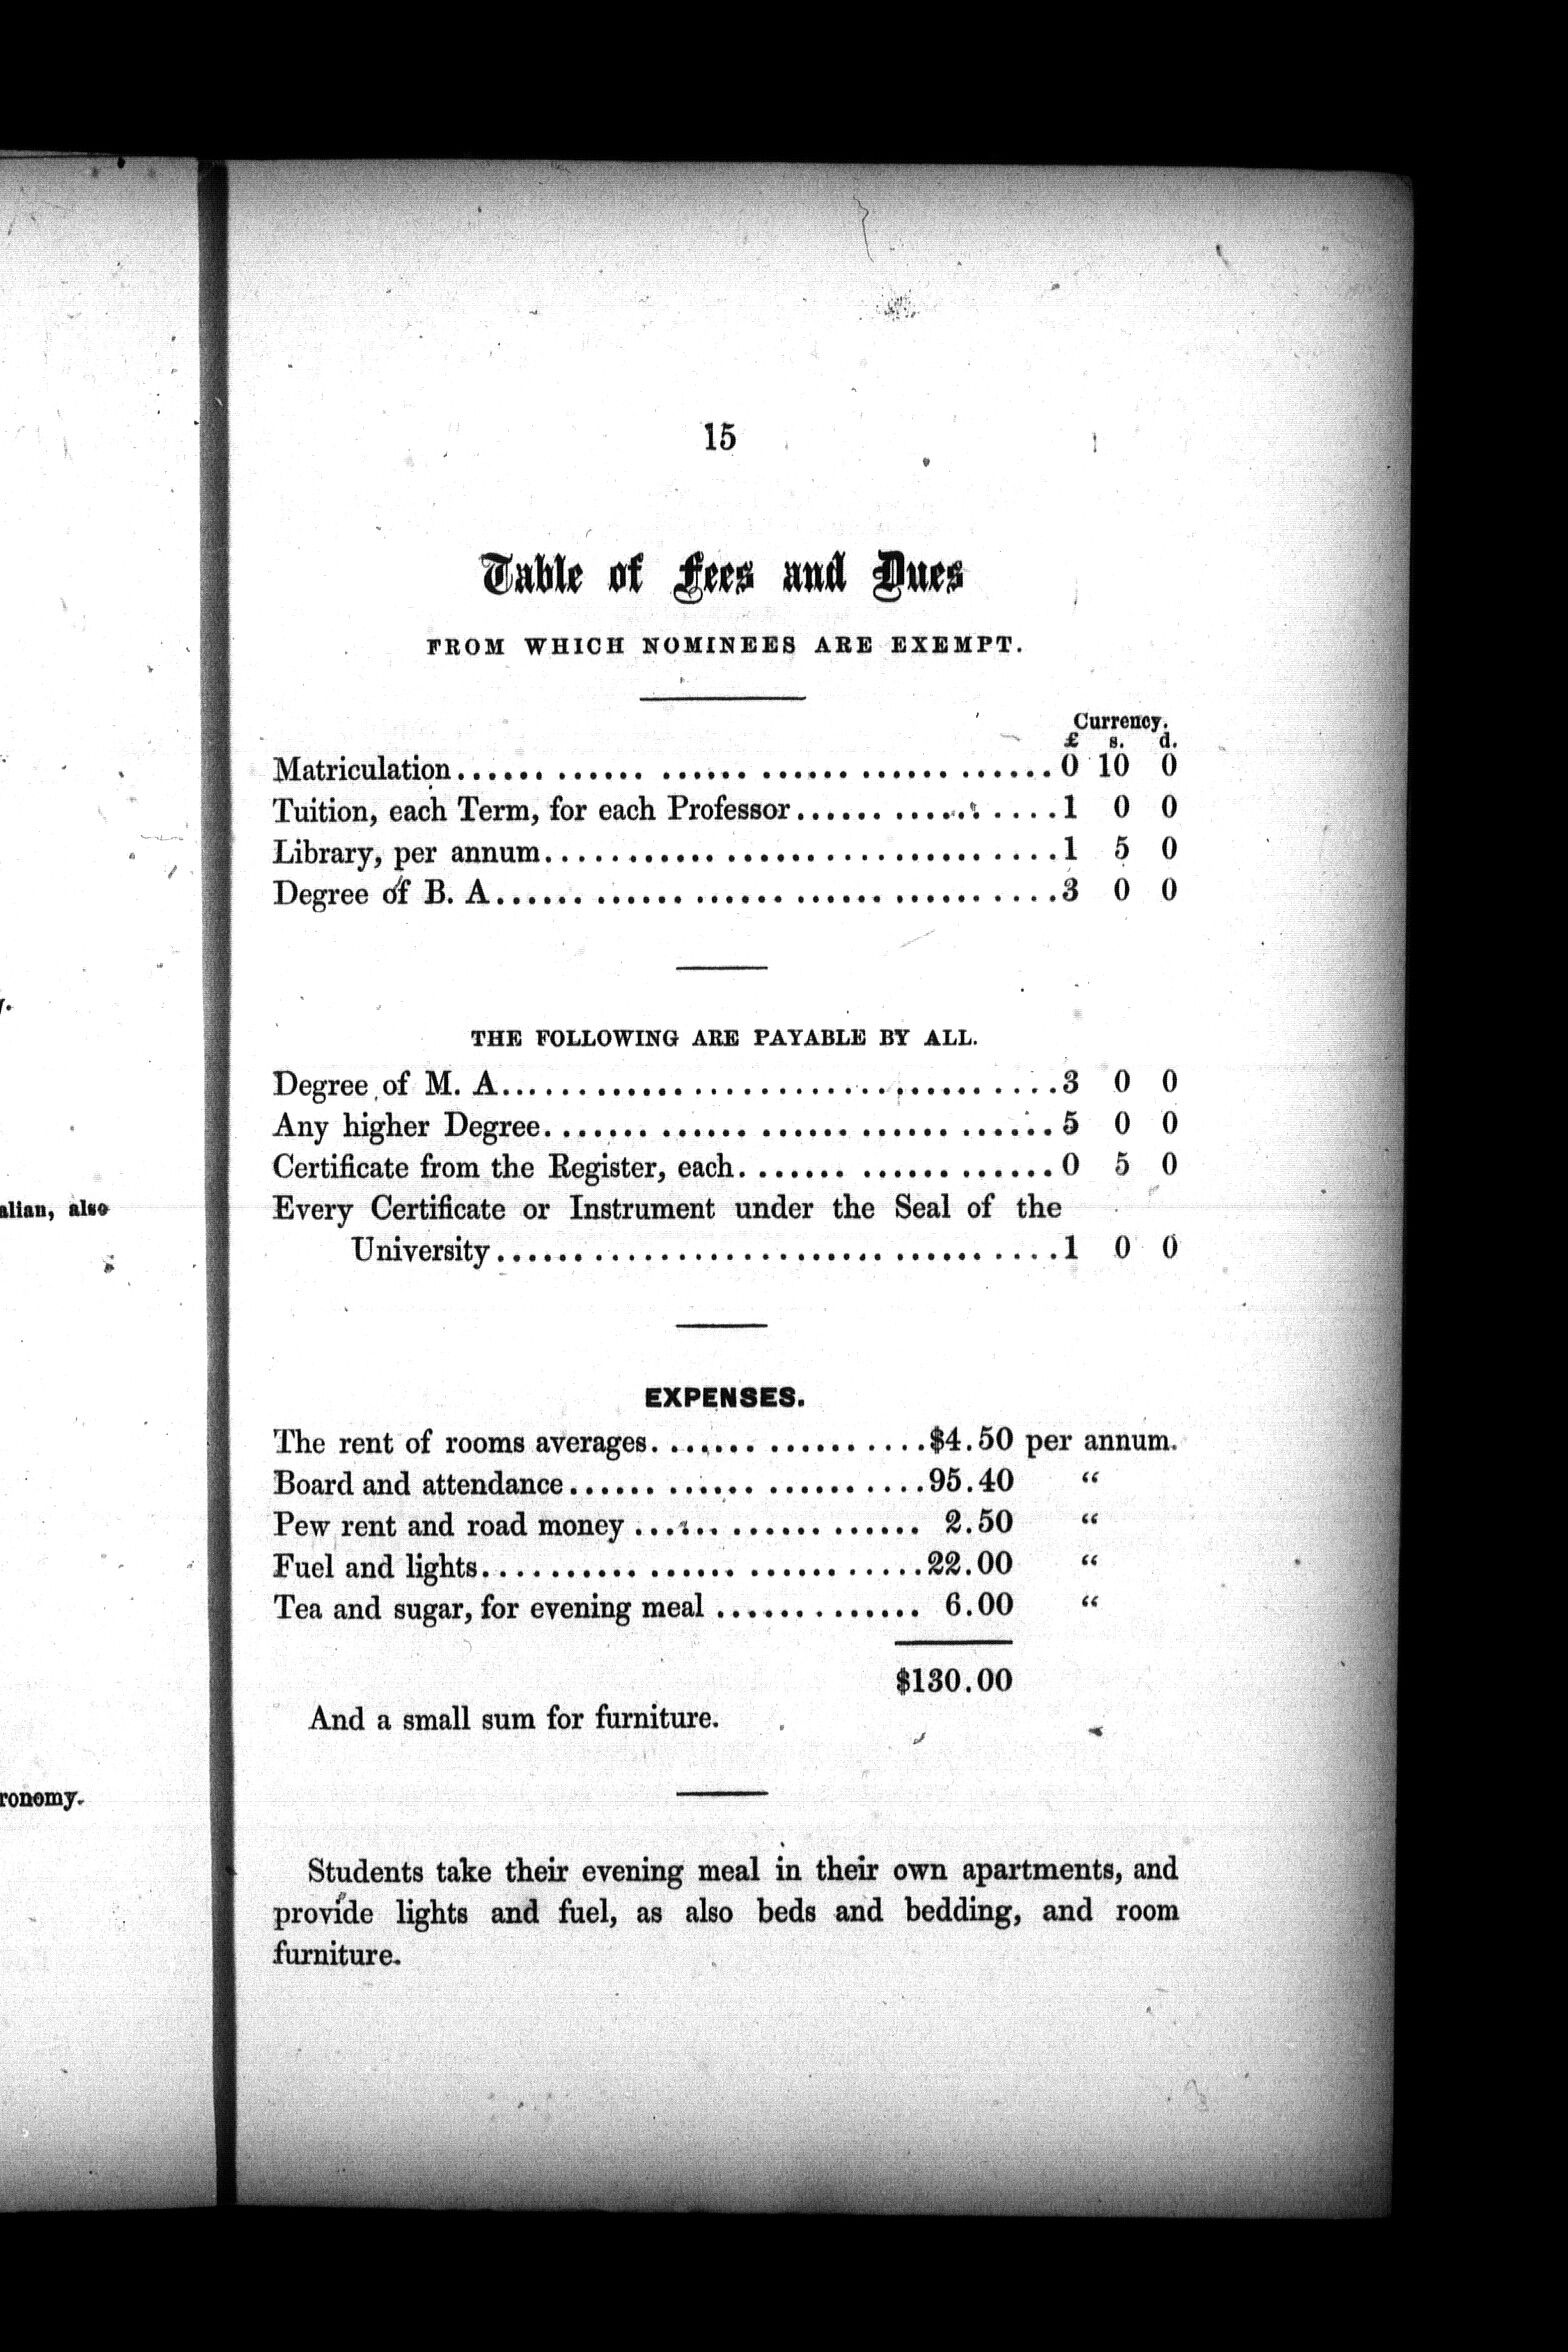 15
Table of Fees and Dues
FROM WHICH NOMINEES ARE EXEMPT.
Currency.
£ s. d.
Matriculation...... ...... ...... ...... ...... ......0 10 0
Tuition, each Term, for each Professor...... ...... ....1 0 0
Library, per annum........... ..................1 5 0
Degree of B. A...... ...... ...... ...... ..........3 0 0
THE FOLLOWING ARE PAYABLE BY ALL.
Degree of M. A..................................3 0 0
Any higher Degree....... ...... ...... ...... ......5 0 0
Certificate from the Register, each....... ...... ......0 5 0
Every Certificate or Instrument under the Seal of the
University...... .................. ..........1 0 0
EXPENSES.
The rent of rooms averages....... ..........$4.50 per annum.
Board and attendance...... ...... ..........95.40 “
Pew rent and road money ...... ...... ...... 2.50 “
Fuel and lights.......... ...... ...... .....22.00 “
Tea and sugar, for evening meal .............. 6.00 “
$130.00
And a small sum for furniture.
Students take their evening meal in their own apartments, and
provide lights and fuel, as also beds and bedding, and room
furniture.
alian, also
ronomy.